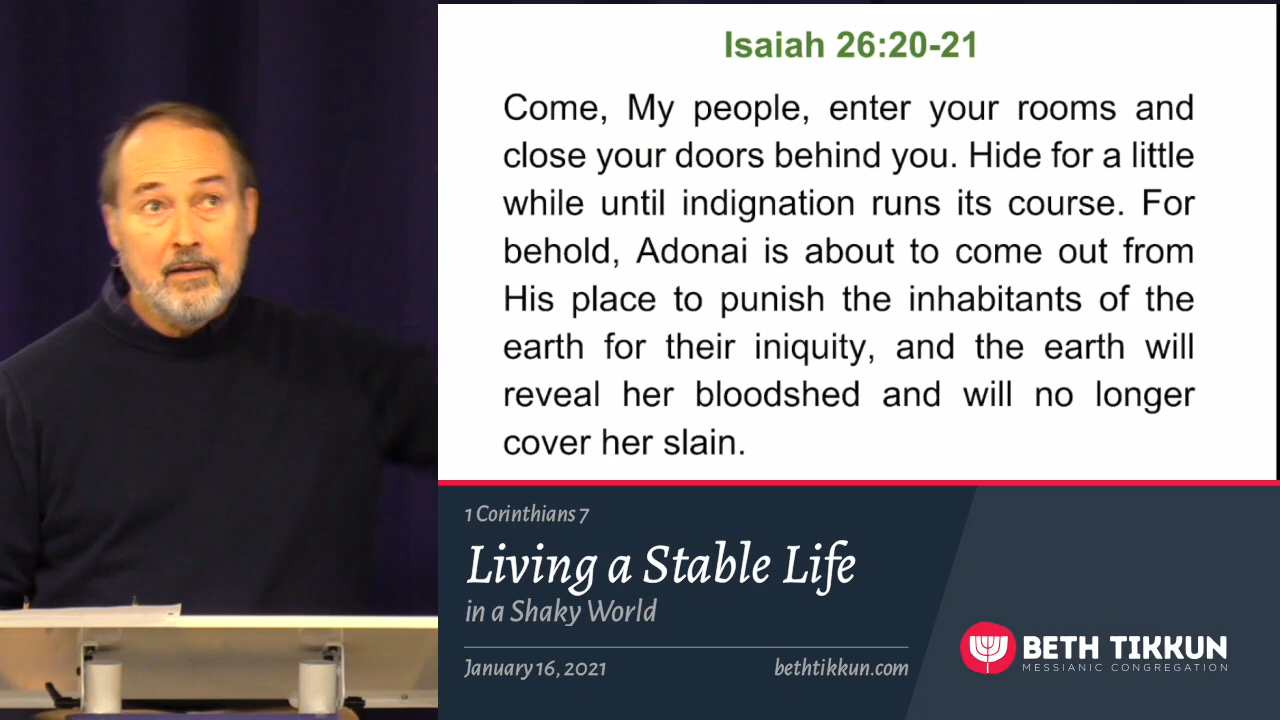 Isaiah 26:20-21
Come, My people, enter your rooms and
close your doors behind you. Hide for a little
while until indignation runs its course. For
behold, Adonai is about to come out from
His place to punish the inhabitants of the
earth for their iniquity, and the earth will
reveal her bloodshed and will no longer
cover her slain.
1 Corinthians 7
Living a Stable Life
in a Shaky World
January 16, 2021
bethtikkun.com
BETH TIKKUN
MESSIANIC CONGREGATION